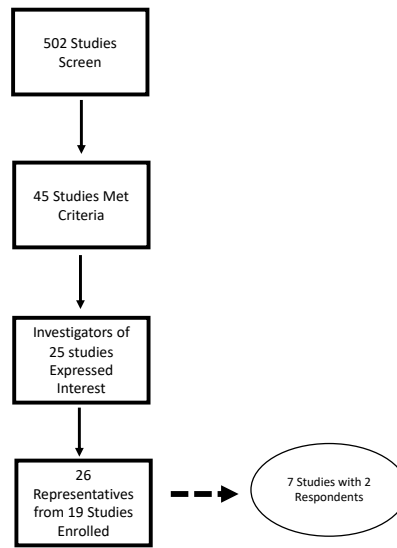 502 Studies
Screen
45 Studies Met
Criteria
Investigators of
25 studies
Expressed
Interest
26
Representatives
from 19 Studies
Enrolled
7 Studies with 2
Respondents